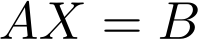 AX = B